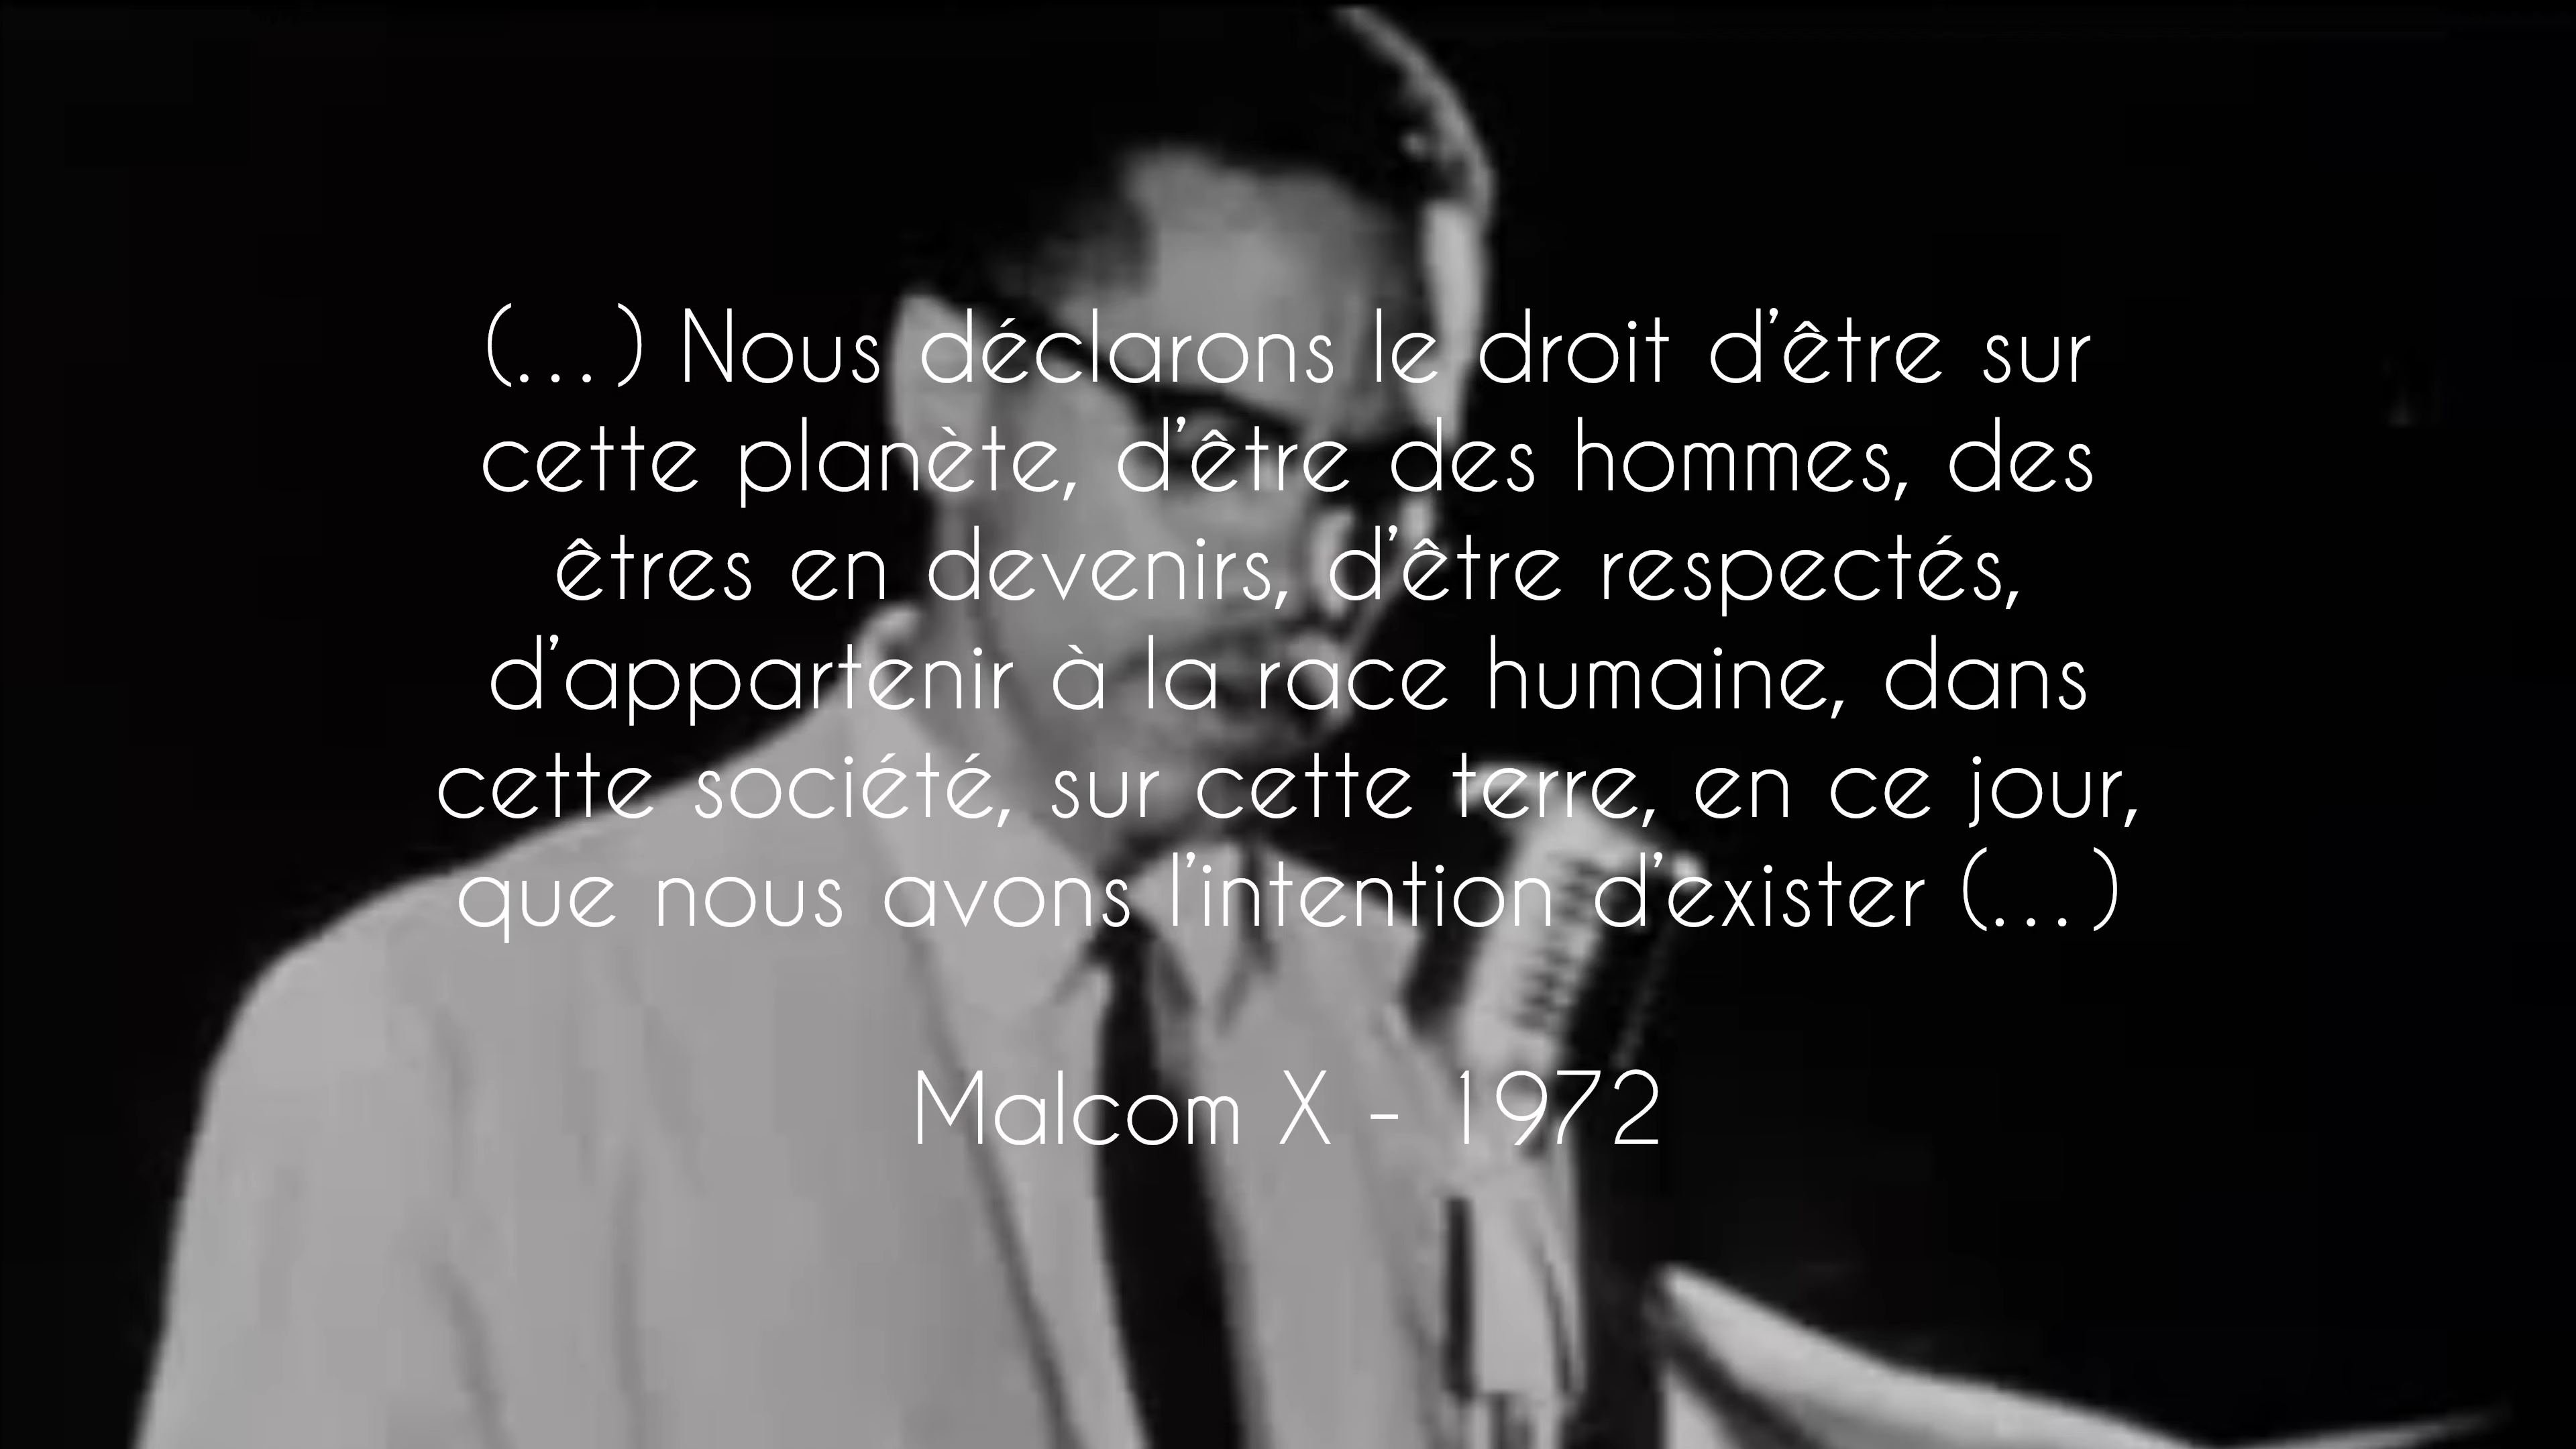 (...) Nous déclarons le droit d'être sur
cette planète, d'être des hommes, des
êtres en devenirs, d'être respectés,
d'appartenir à la race humaine, dans
cette société, sur cette terre, en ce jour,
que nous avons l'intention d'exister (...)
Malcom X - 1972